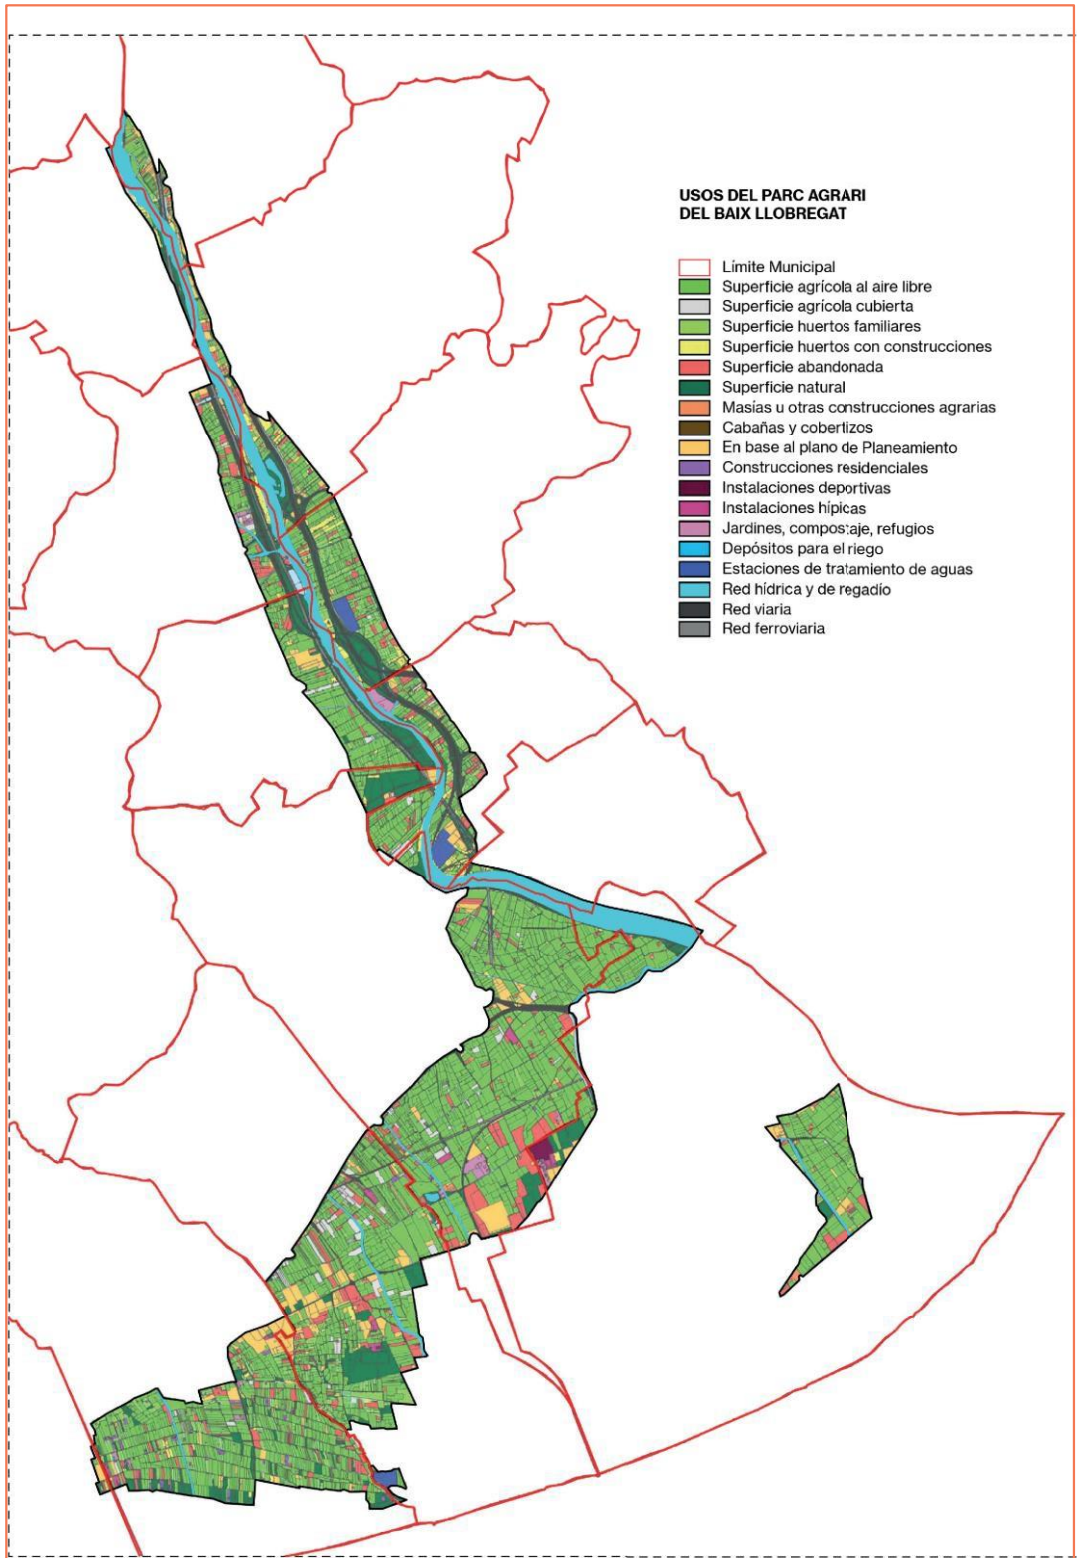 USOS DEL PARC AGRARI
DEL BAIX LLOBREGAT
Límite Municipal
Superficie agrícola al aire libre
Superficie agrícola cubierta
Superficie huertos familiares
Superficie huertos con construcciones
Superficie abandonada
Superficie natural
Masías u otras construcciones agrarias
Cabañas y cobertizos
En base al plano de Planeamiento
Construcciones residenciales
Instalaciones deportivas
Instalaciones hípicas
Jardines, compostaje, refugios
Depósitos para el riego
Estaciones de tratamiento de aguas
Red hídrica y de regadío
Red viaria
Red ferroviaria